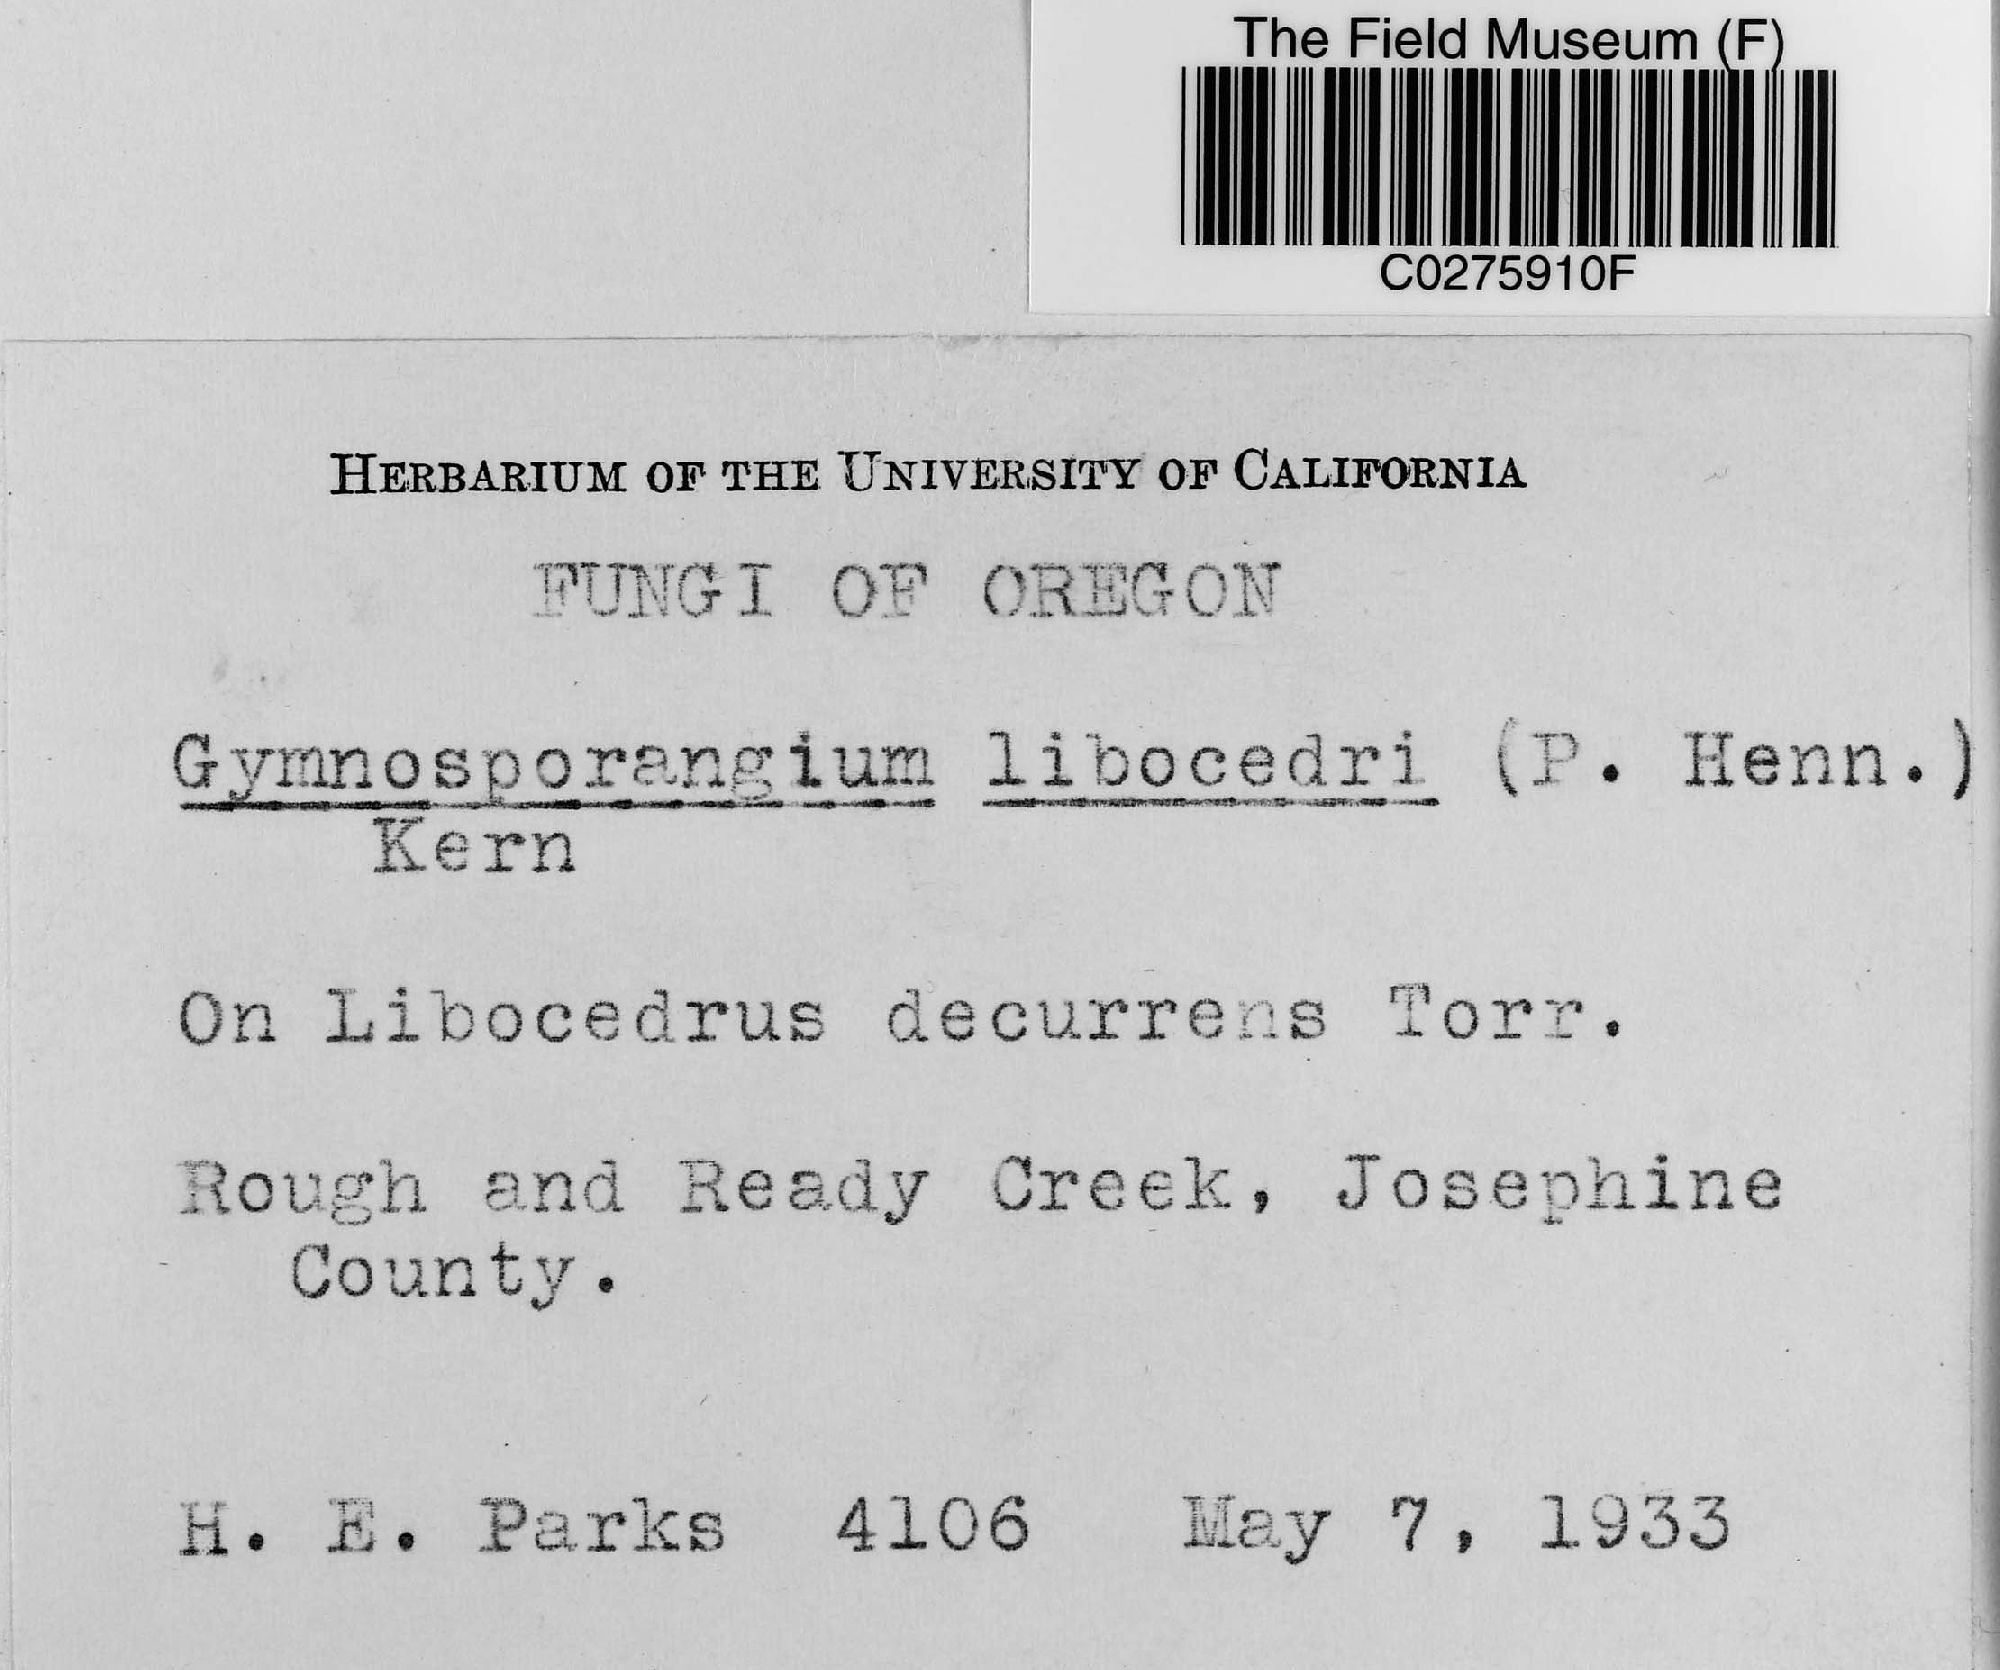 The Field Museum (F)
C0275910F
HERBARIUM OF THE UNIVERSITY OF CALIFORNIA
FUNGI OF OREGON
Gymnosporangium libocedri (P. Henn.)
Kern
On Libocedrus decurrens Torr.
Rough and Ready Creek, Josephine
County.
H. E. Parks 4106 May 7, 1933